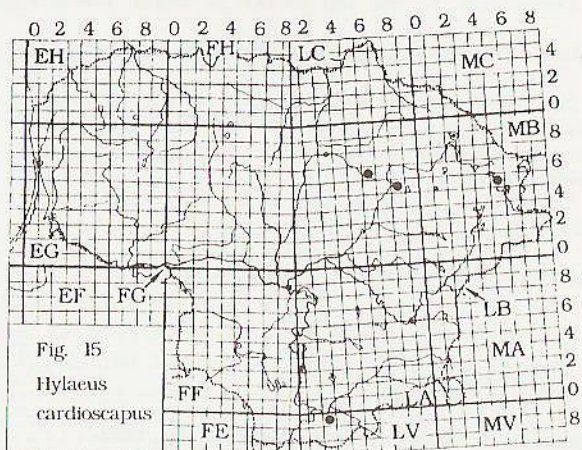 0 2 4 6 8 0 2 4 6 8 2 4 6 8 0 2 4 6 8
EH FH LC MC
4
2
0
MB
8
6
4
2
0
EG
EF FG LB
8
6
4
2
0
8
MA
Fig. 15
Hylaeus
cardioscapus
FF LA
FE LV MV